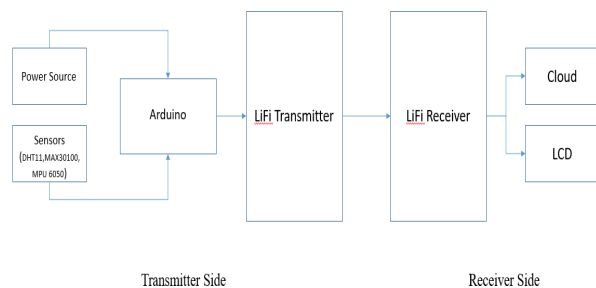 Power Source
Sensors
(DHT11,MAX30100,
MPU 6050)
Arduino
LiFi Transmitter
LiFi Receiver
Cloud
LCD
Transmitter Side
Receiver Side